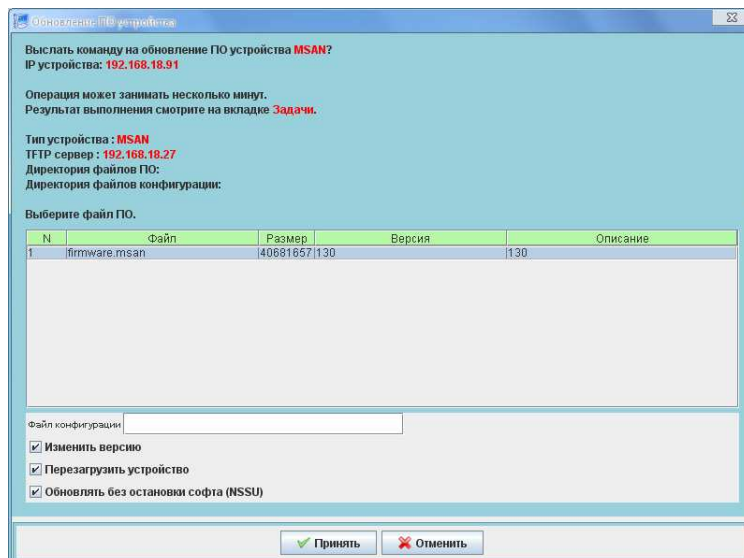 Обновление ПО устройства
Выслать команду на обновление ПО устройства MSAN?
IP устройства: 192.168.18.91
Операция может занимать несколько минут.
Результат выполнения смотрите на вкладке Задачи.
Тип устройства : MSAN
TFTP сервер : 192.168.18.27
Директория файлов ПО:
Директория файлов конфигурации:
Выберите файл ПО.
N Файл Размер Версия Описание
1 firmware.msan 40681657 130 130
Файл конфигурации
Изменить версию
Перезагрузить устройство
Обновлять без остановки софта (NSSU)
Принять Отменить